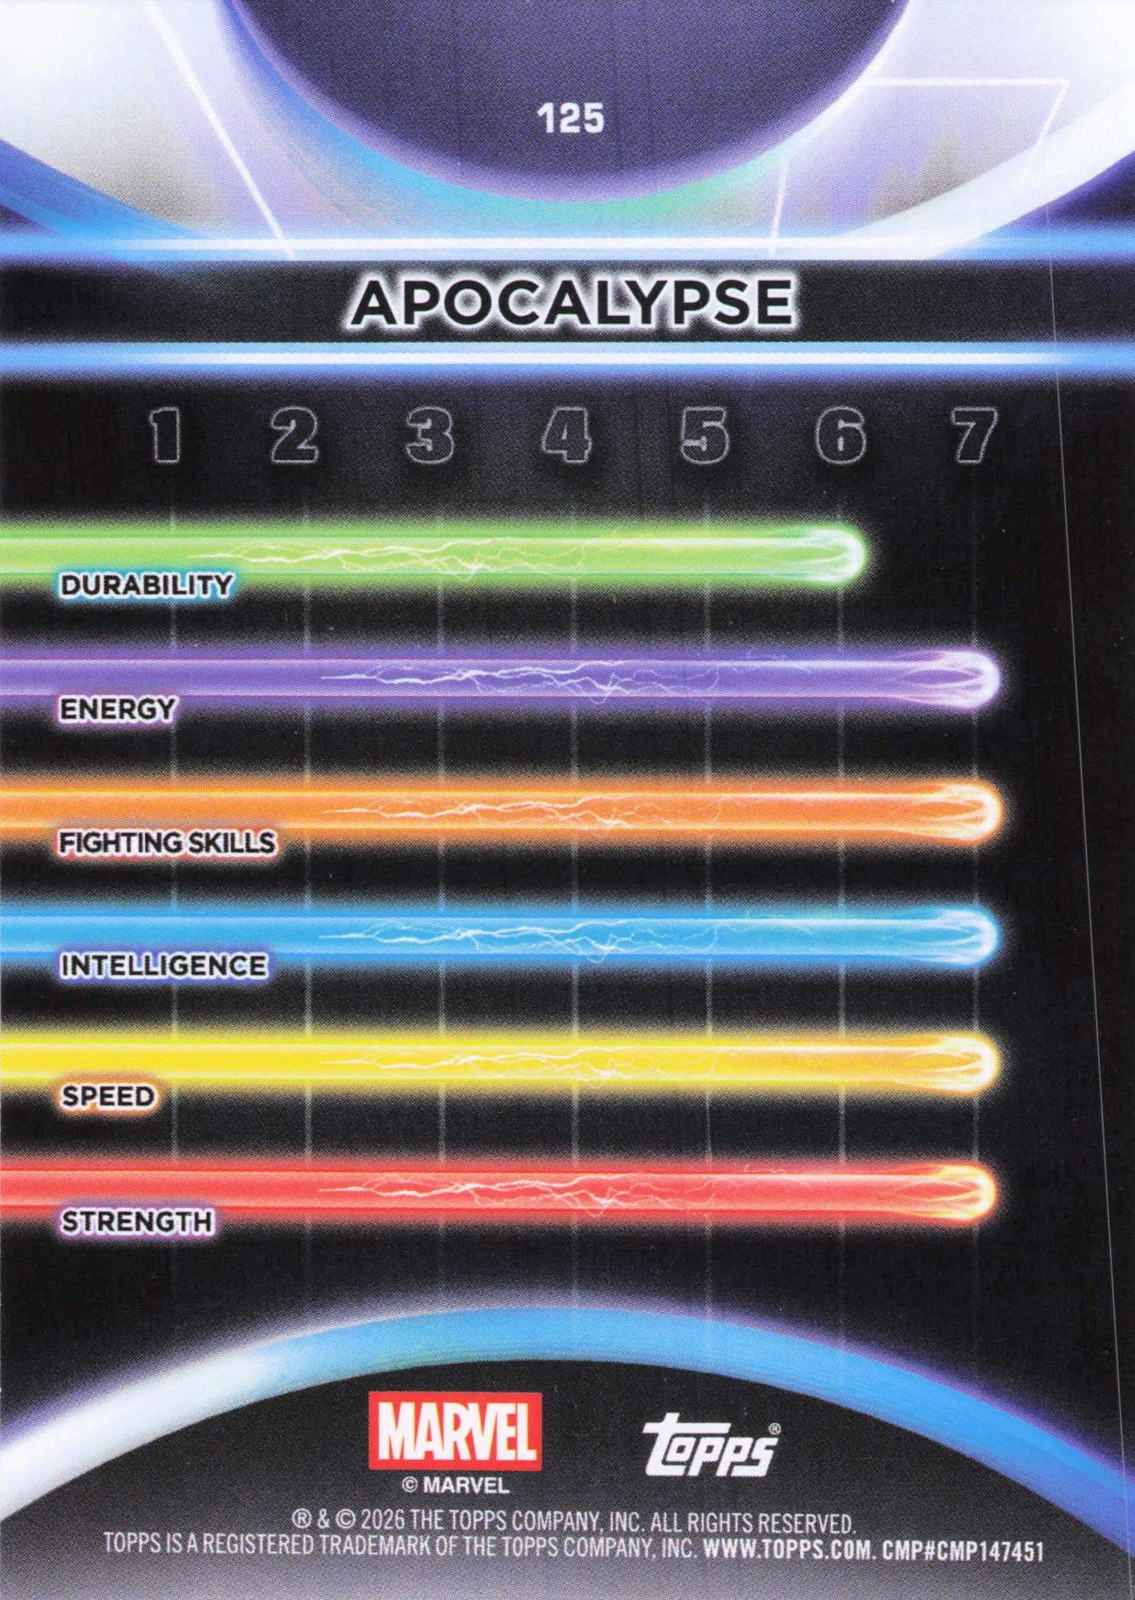 125
APOCALYPSE
1 2 3 4 5 6 7
DURABILITY
ENERGY
FIGHTING SKILLS
INTELLIGENCE
SPEED
STRENGTH
MARVEL
© MARVEL
TOPPS®
® & © 2026 THE TOPPS COMPANY, INC. ALL RIGHTS RESERVED.
TOPPS IS A REGISTERED TRADEMARK OF THE TOPPS COMPANY, INC. WWW.TOPPS.COM. CMP#CMP147451